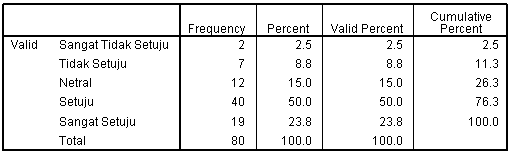 Frequency Percent Valid Percent Cumulative Percent
Valid Sangat Tidak Setuju 2 2.5 2.5 2.5
Tidak Setuju 7 8.8 8.8 11.3
Netral 12 15.0 15.0 26.3
Setuju 40 50.0 50.0 76.3
Sangat Setuju 19 23.8 23.8 100.0
Total 80 100.0 100.0